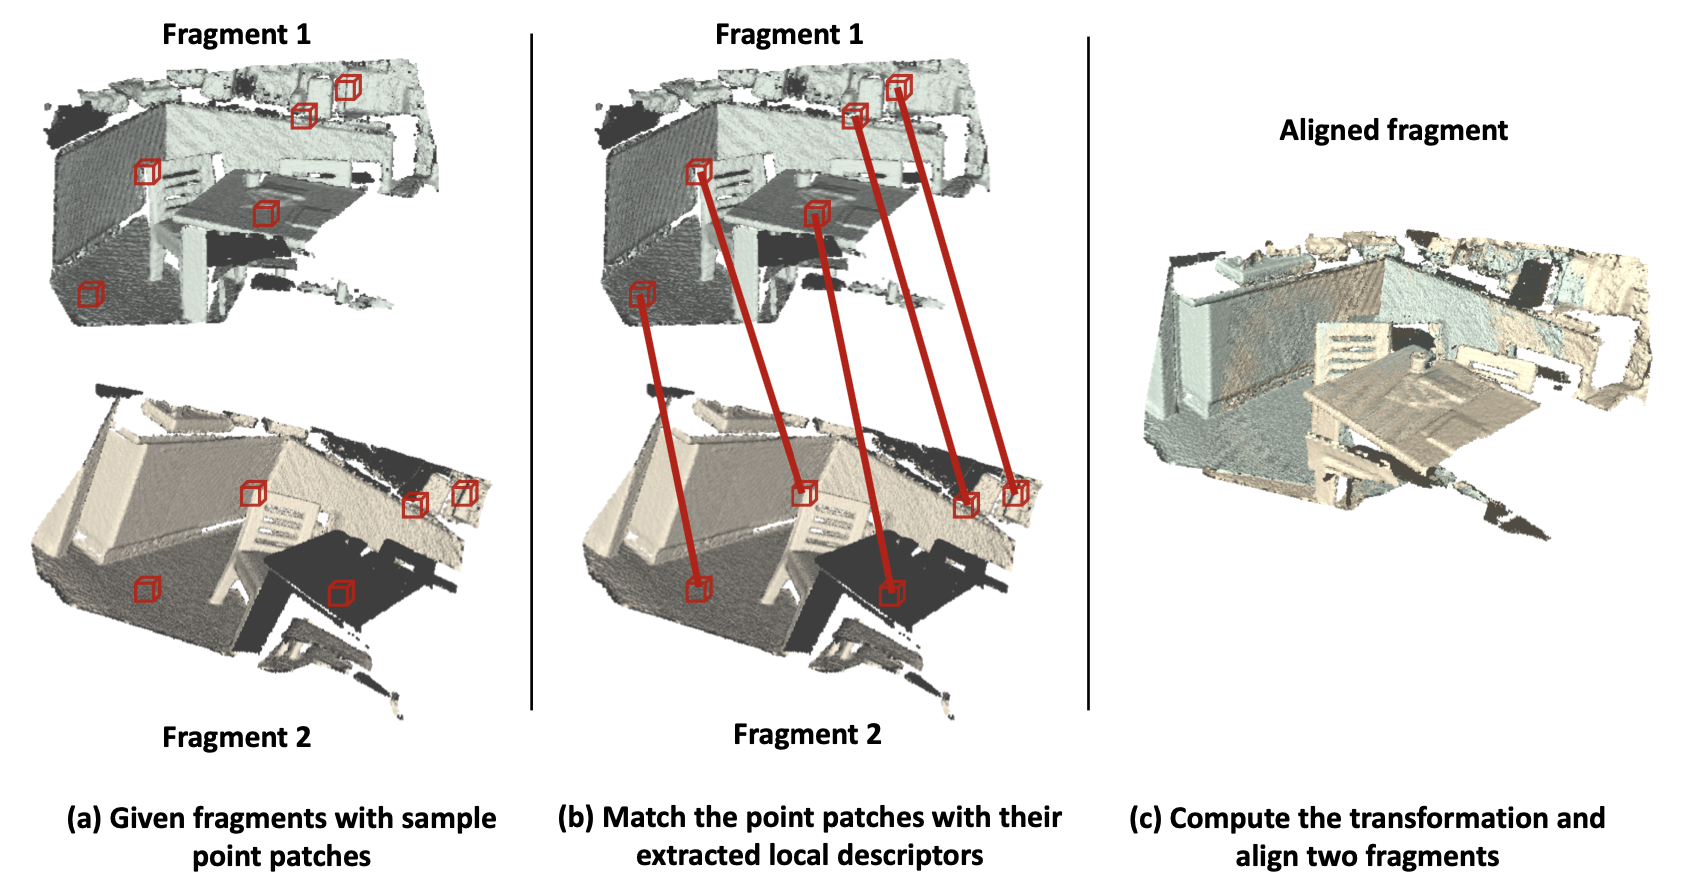 Fragment 1
Fragment 2
(a) Given fragments with sample
point patches
Fragment 1
Fragment 2
(b) Match the point patches with their
extracted local descriptors
Aligned fragment
(c) Compute the transformation and
align two fragments